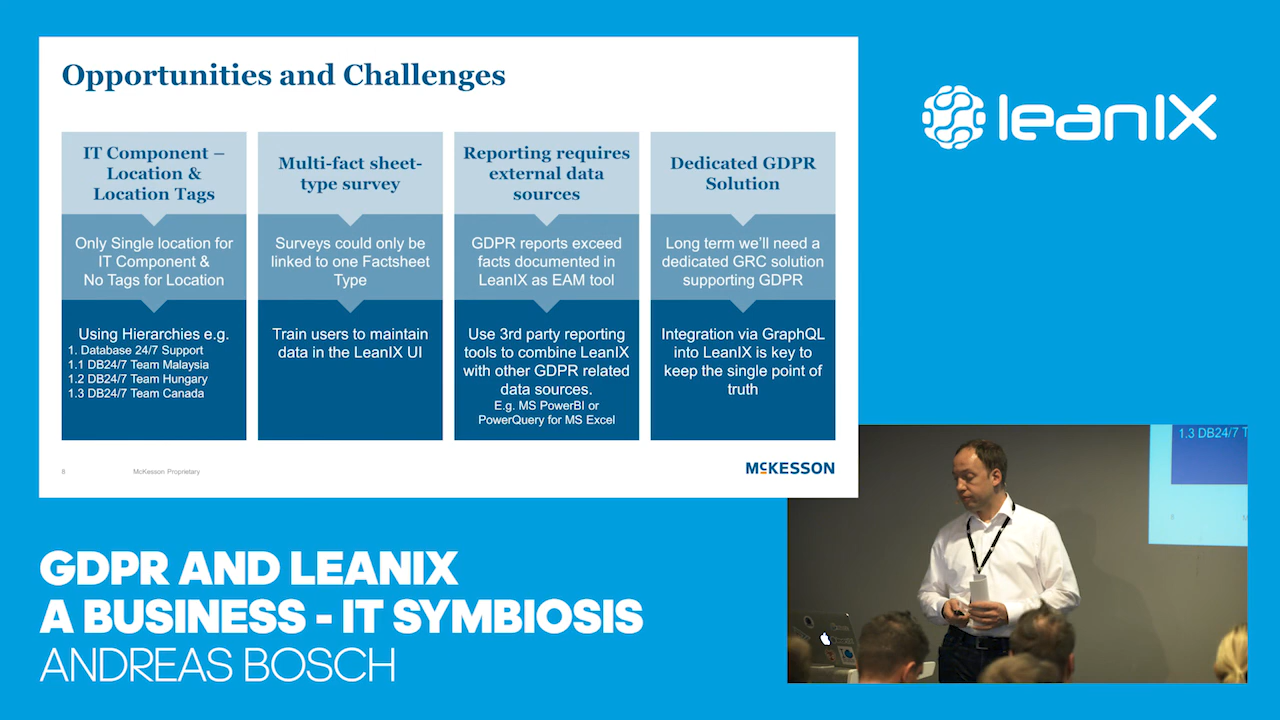 Opportunities and Challenges
IT Component –
Location &
Location Tags
Only Single location for
IT Component &
No Tags for Location
Using Hierarchies e.g.
1. Database 24/7 Support
1.1 DB24/7 Team Malaysia
1.2 DB24/7 Team Hungary
1.3 DB24/7 Team Canada
Multi-fact sheet-
type survey
Surveys could only be
linked to one Factsheet
Type
Train users to maintain
data in the LeanIX UI
Reporting requires
external data
sources
GDPR reports exceed
facts documented in
LeanIX as EAM tool
Use 3rd party reporting
tools to combine LeanIX
with other GDPR related
data sources.
E.g. MS PowerBI or
PowerQuery for MS Excel
Dedicated GDPR
Solution
Long term we'll need a
dedicated GRC solution
supporting GDPR
Integration via GraphQL
into LeanIX is key to
keep the single point of
truth
8
McKesson Proprietary
MCKESSON
leanIX
1.3 DB24/7 T
GDPR AND LEANIX
A BUSINESS - IT SYMBIOSIS
ANDREAS BOSCH